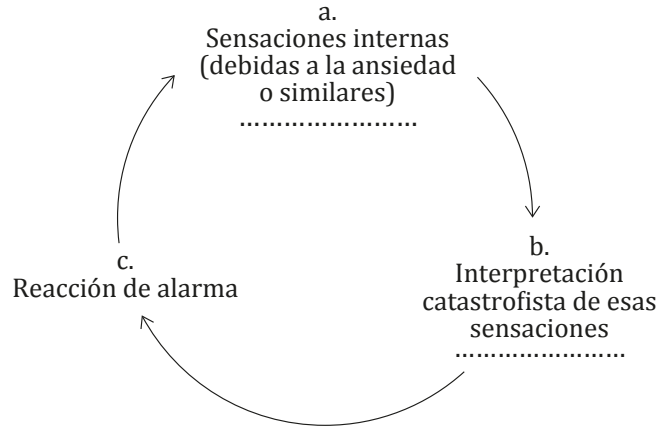 a.
Sensaciones internas
(debidas a la ansiedad
o similares)
……………………
b.
Interpretación
catastrofista de esas
sensaciones
……………………
c.
Reacción de alarma